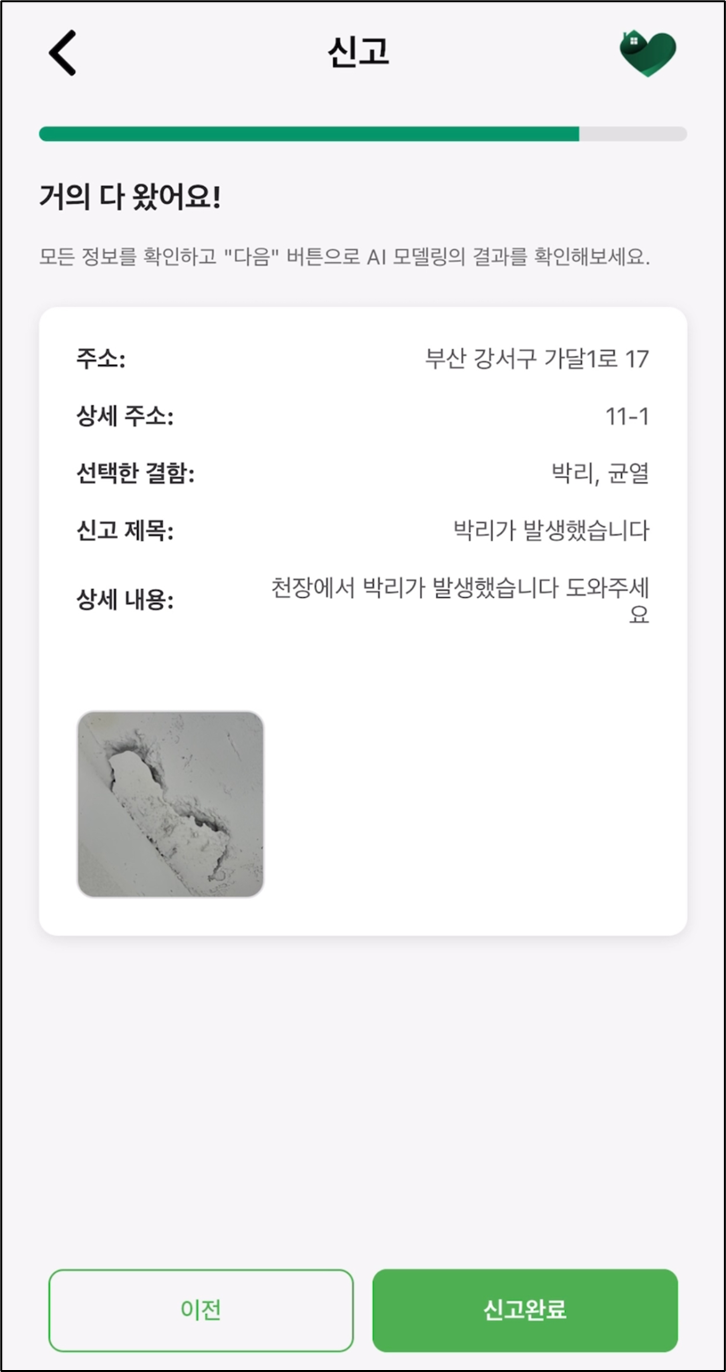 신고
거의 다 왔어요!
모든 정보를 확인하고 "다음" 버튼으로 AI 모델링의 결과를 확인해보세요.
주소: 부산 강서구 가달1로 17
상세 주소: 11-1
선택한 결함: 박리, 균열
신고 제목: 박리가 발생했습니다
상세 내용: 천장에서 박리가 발생했습니다 도와주세
요
이전 신고완료